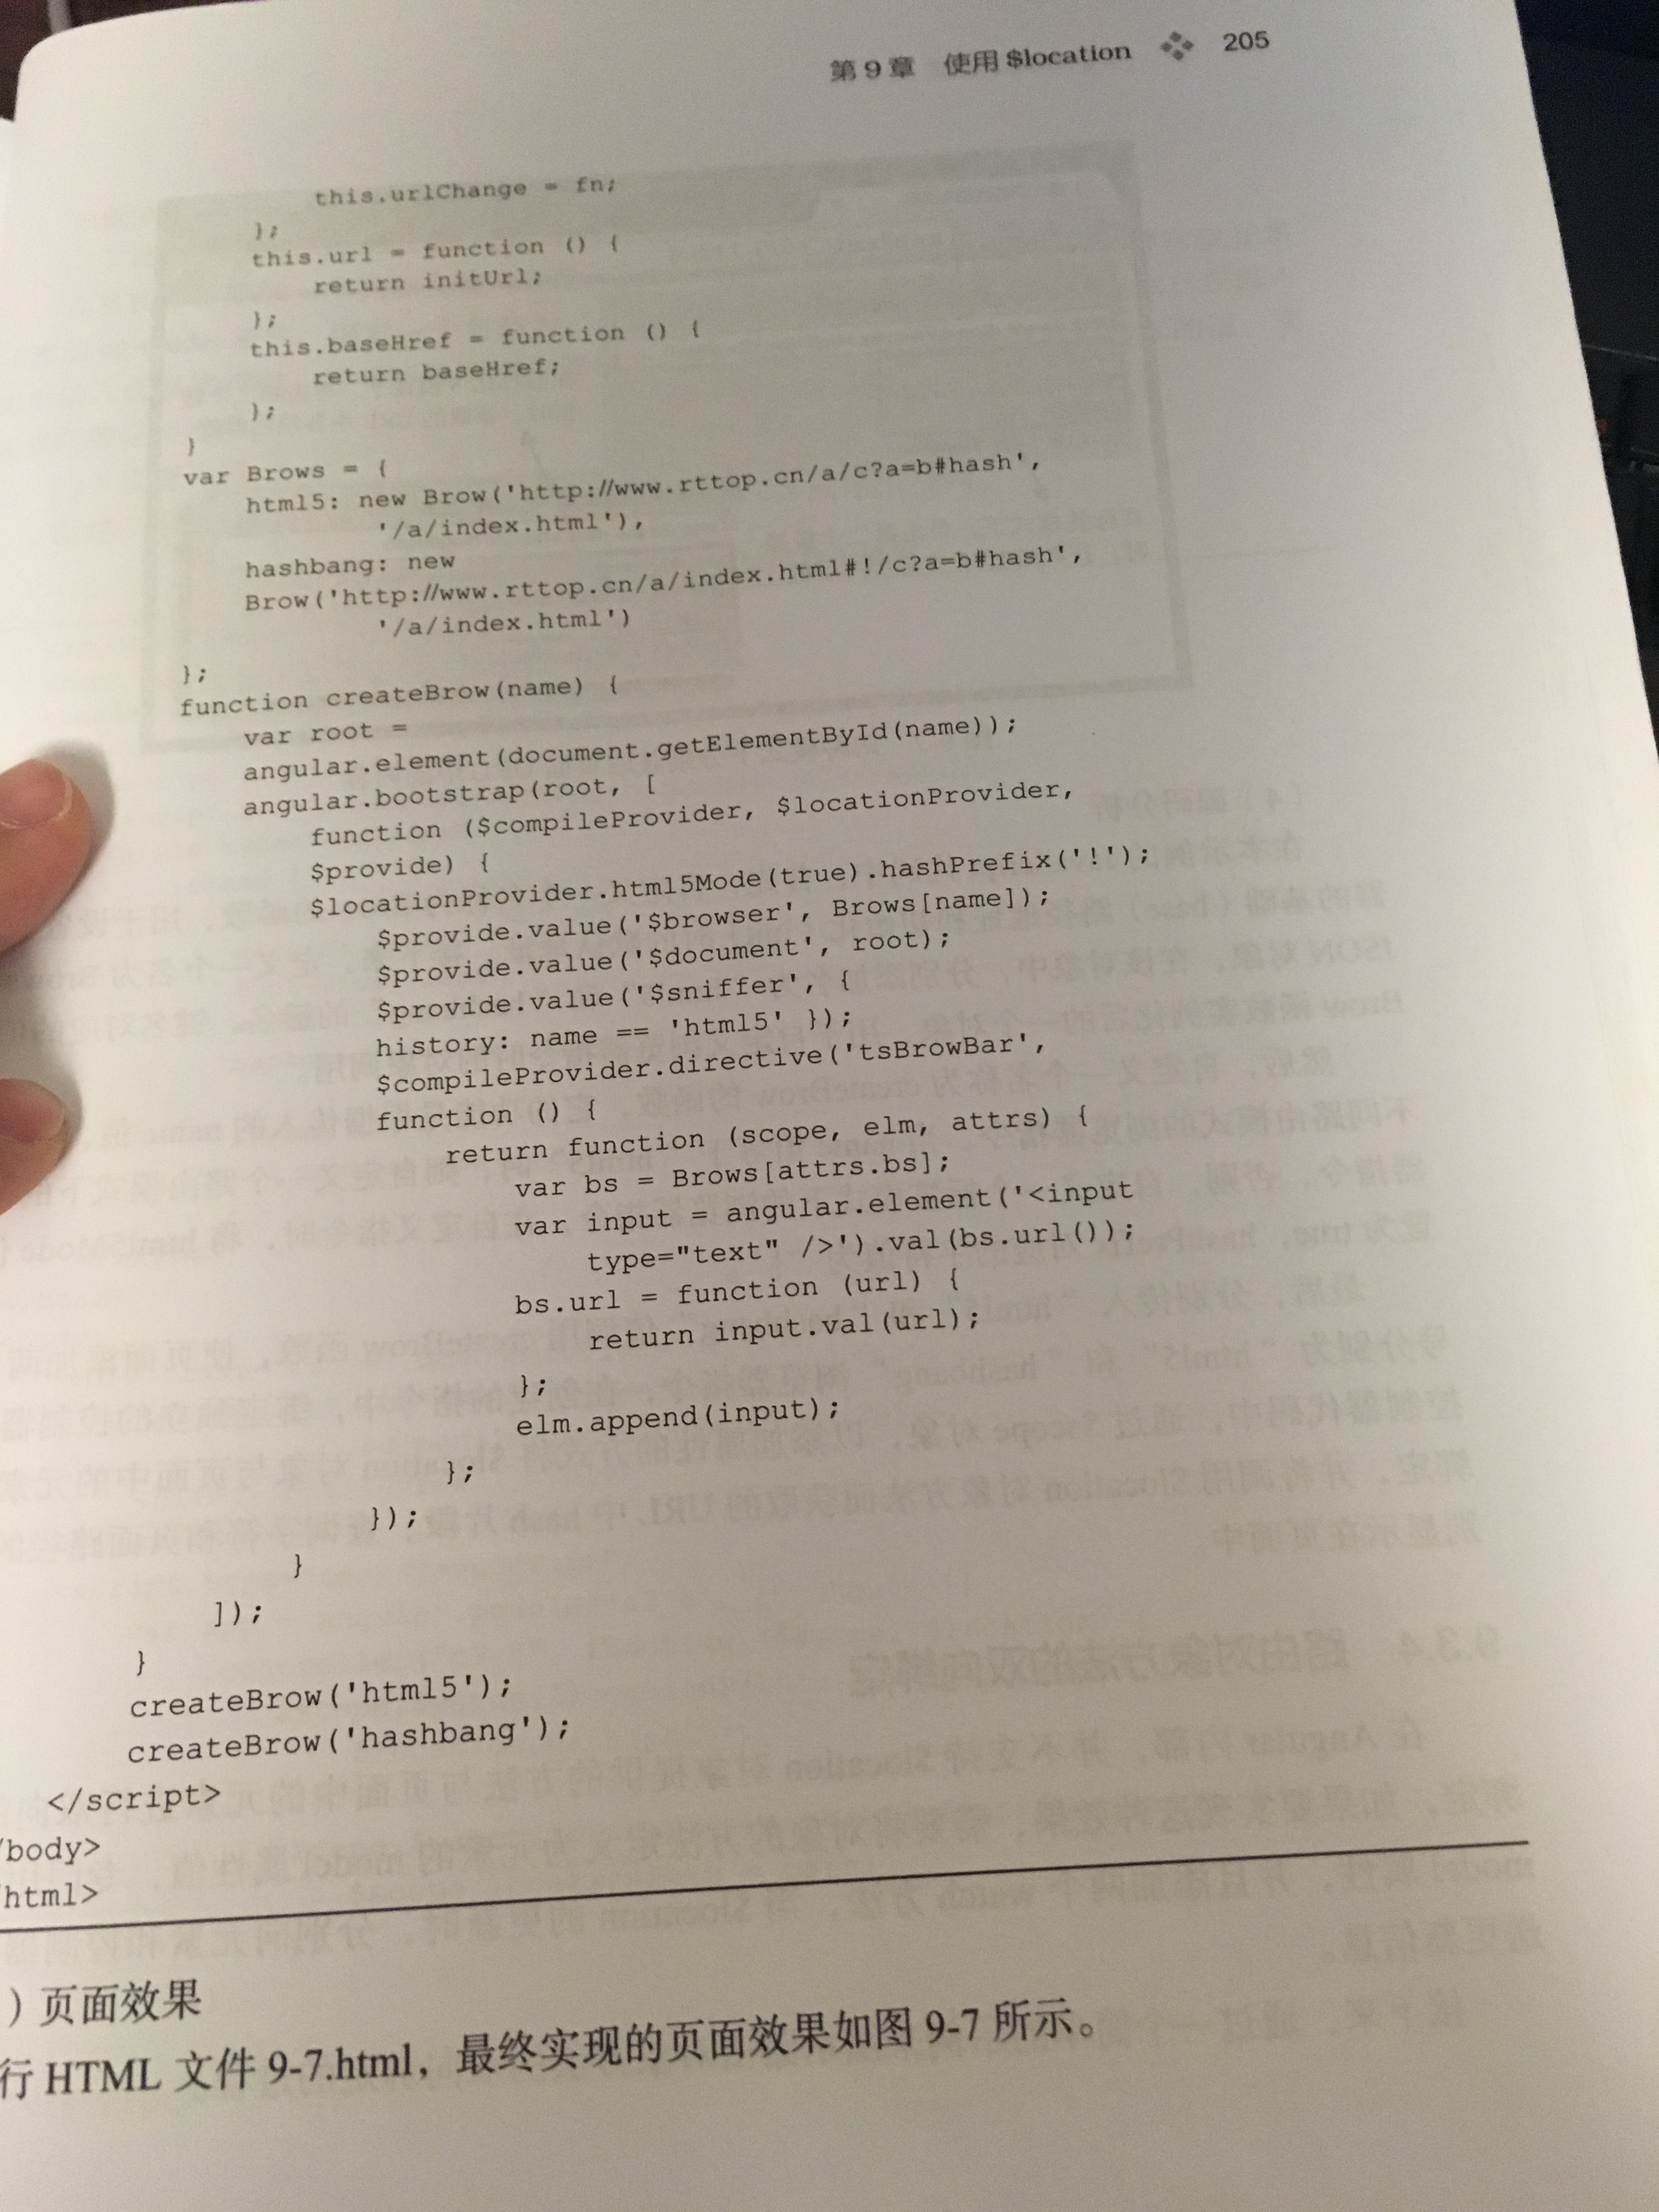 第9章 使用 $location ❖ 205
this.urlChange = fn;
};
this.url = function () {
return initUrl;
};
this.baseHref = function () {
return baseHref;
};
}
var Brows = {
html5: new Brow('http://www.rttop.cn/a/c?a=b#hash',
'/a/index.html'),
hashbang: new
Brow('http://www.rttop.cn/a/index.html#!/c?a=b#hash',
'/a/index.html')
};
function createBrow(name) {
var root =
angular.element(document.getElementById(name));
angular.bootstrap(root, [
function ($compileProvider, $locationProvider,
$provide) {
$locationProvider.html5Mode(true).hashPrefix('!');
$provide.value('$browser', Brows[name]);
$provide.value('$document', root);
$provide.value('$sniffer', {
history: name == 'html5' });
$compileProvider.directive('tsBrowBar',
function () {
return function (scope, elm, attrs) {
var bs = Brows[attrs.bs];
var input = angular.element('<input
type="text" />').val(bs.url());
bs.url = function (url) {
return input.val(url);
};
elm.append(input);
};
});
}
]);
}
createBrow('html5');
createBrow('hashbang');
</script>
/body>
html>
）页面效果
行 HTML 文件 9-7.html，最终实现的页面效果如图 9-7 所示。